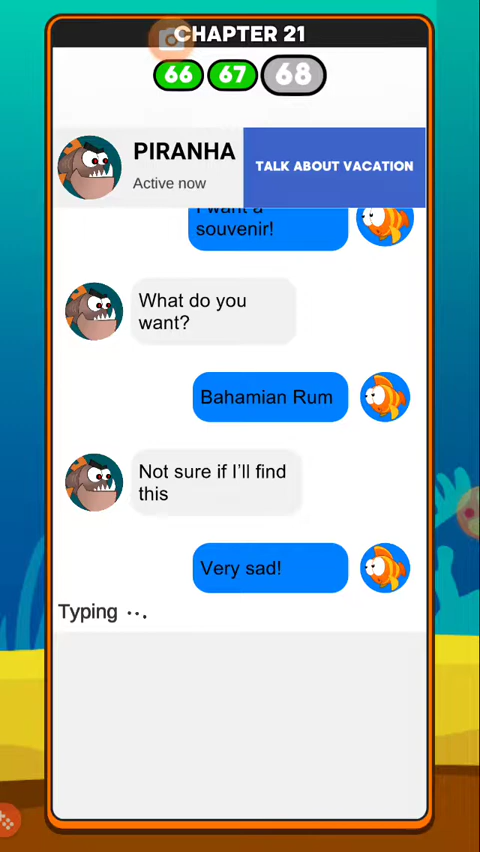 CHAPTER 21
66 67 68
PIRANHA
Active now
TALK ABOUT VACATION
I want a
souvenir!
What do you
want?
Bahamian Rum
Not sure if I'll find
this
Very sad!
Typing ...